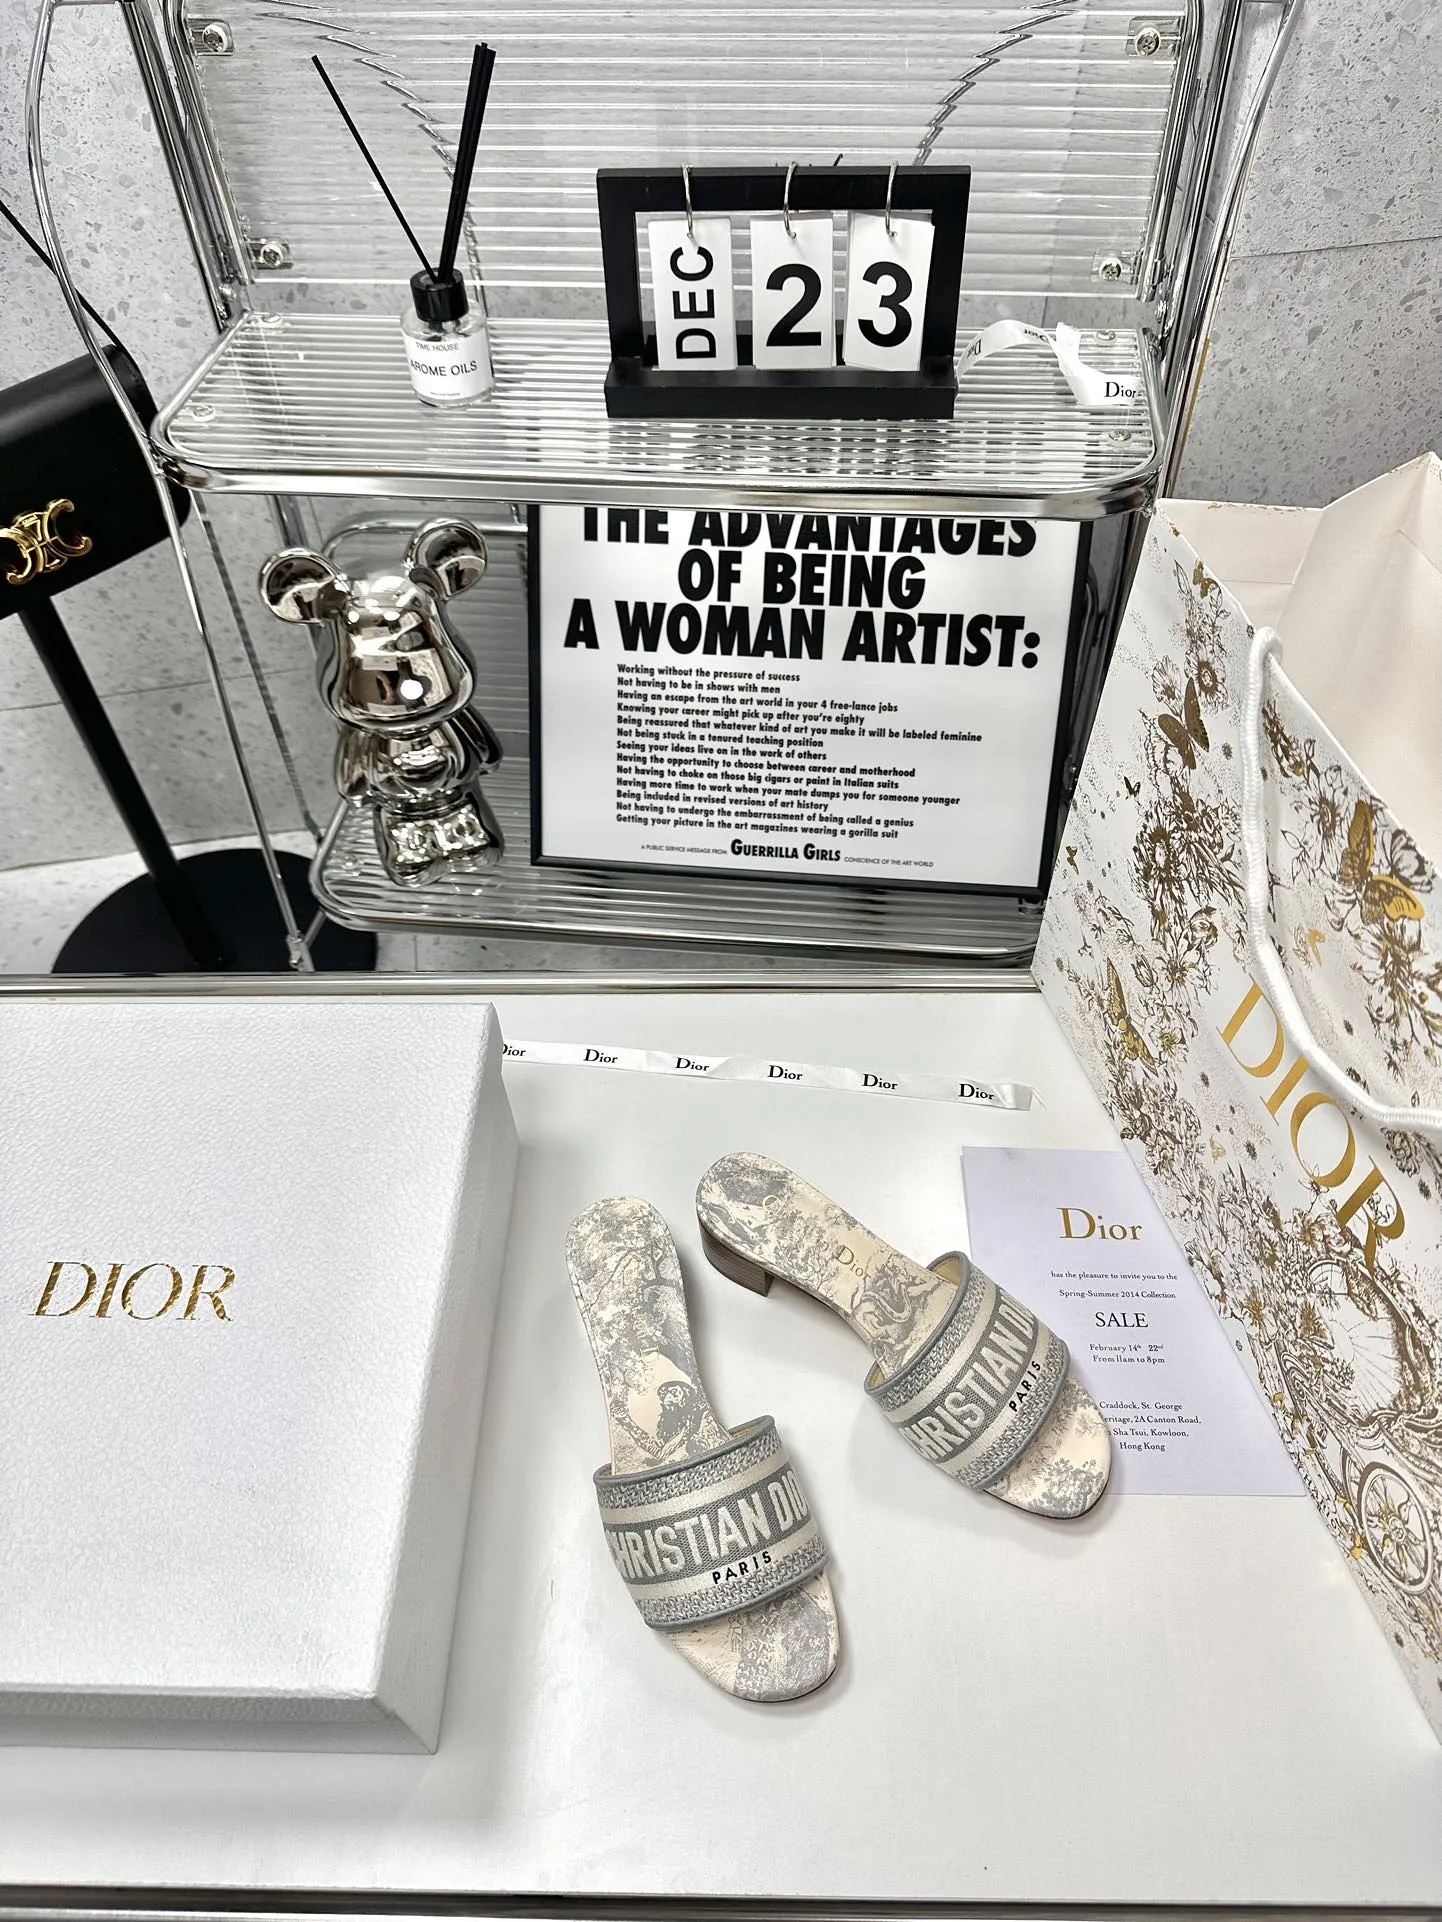 TIME HOUSE
AROME OILS
DEC
2
3
Dior
Dior
THE ADVANTAGES
OF BEING
A WOMAN ARTIST:
Working without the pressure of success
Not having to be in shows with men
Having an escape from the art world in your 4 free-lance jobs
Knowing your career might pick up after you're eighty
Being reassured that whatever kind of art you make it will be labeled feminine
Not being stuck in a tenured teaching position
Seeing your ideas live on in the work of others
Having the opportunity to choose between career and motherhood
Not having to choke on those big cigars or paint in Italian suits
Having more time to work when your mate dumps you for someone younger
Being included in revised versions of art history
Not having to undergo the embarrassment of being called a genius
Getting your picture in the art magazines wearing a gorilla suit
A PUBLIC SERVICE MESSAGE FROM GUERRILLA GIRLS CONSCIENCE OF THE ART WORLD
Dior Dior Dior Dior Dior Dior
DIOR
DIOR
Dior
has the pleasure to invite you to the
Spring-Summer 2014 Collection
SALE
February 14th 22nd
From 11am to 8pm
Craddock, St. George
eritage, 2A Canton Road,
Sha Tsui, Kowloon,
Hong Kong
Dior
CHRISTIAN D
PARIS
CHRISTIAN DIO
PARIS